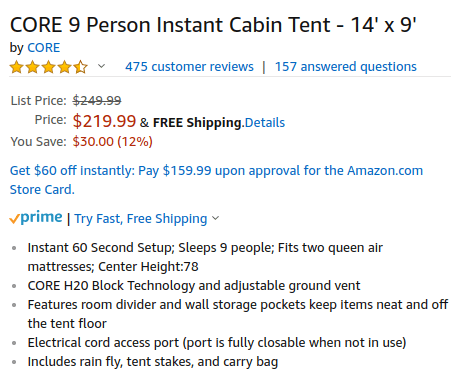 CORE 9 Person Instant Cabin Tent - 14' x 9'
by CORE
475 customer reviews | 157 answered questions
List Price: $249.99
Price: $219.99 & FREE Shipping.Details
You Save: $30.00 (12%)
Get $60 off instantly: Pay $159.99 upon approval for the Amazon.com
Store Card.
prime | Try Fast, Free Shipping
Instant 60 Second Setup; Sleeps 9 people; Fits two queen air
mattresses; Center Height:78
CORE H20 Block Technology and adjustable ground vent
Features room divider and wall storage pockets keep items neat and off
the tent floor
Electrical cord access port (port is fully closable when not in use)
Includes rain fly, tent stakes, and carry bag